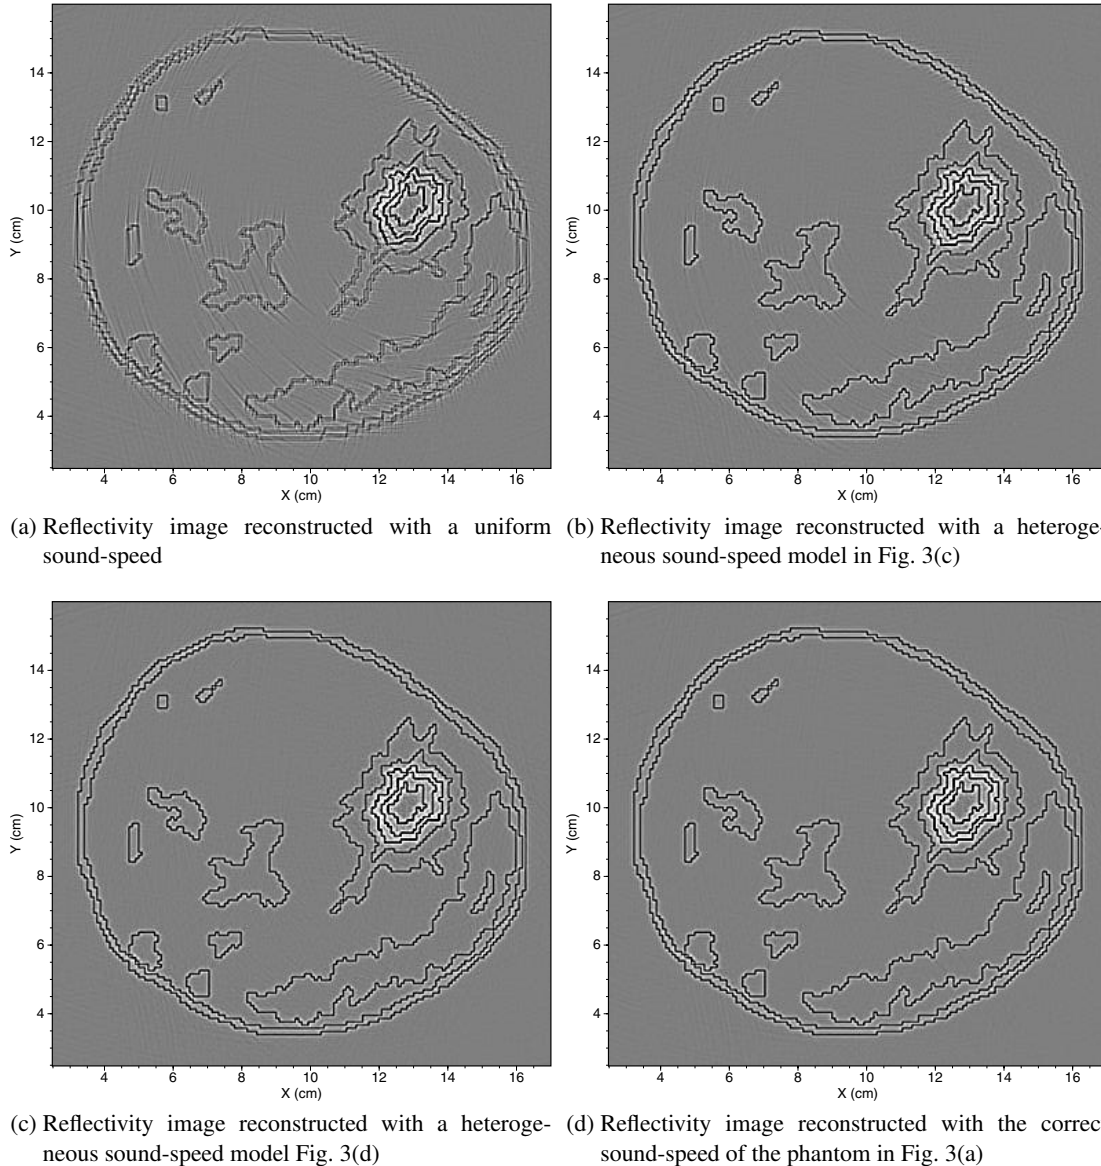 14
12
10
8
6
4
Y (cm)
4 6 8 10 12 14 16
X (cm)
14
12
10
8
6
4
Y (cm)
4 6 8 10 12 14 16
X (cm)
(a) Reflectivity image reconstructed with a uniform
sound-speed
(b) Reflectivity image reconstructed with a heteroge-
neous sound-speed model in Fig. 3(c)
14
12
10
8
6
4
Y (cm)
4 6 8 10 12 14 16
X (cm)
14
12
10
8
6
4
Y (cm)
4 6 8 10 12 14 16
X (cm)
(c) Reflectivity image reconstructed with a heteroge-
neous sound-speed model Fig. 3(d)
(d) Reflectivity image reconstructed with the correc
sound-speed of the phantom in Fig. 3(a)